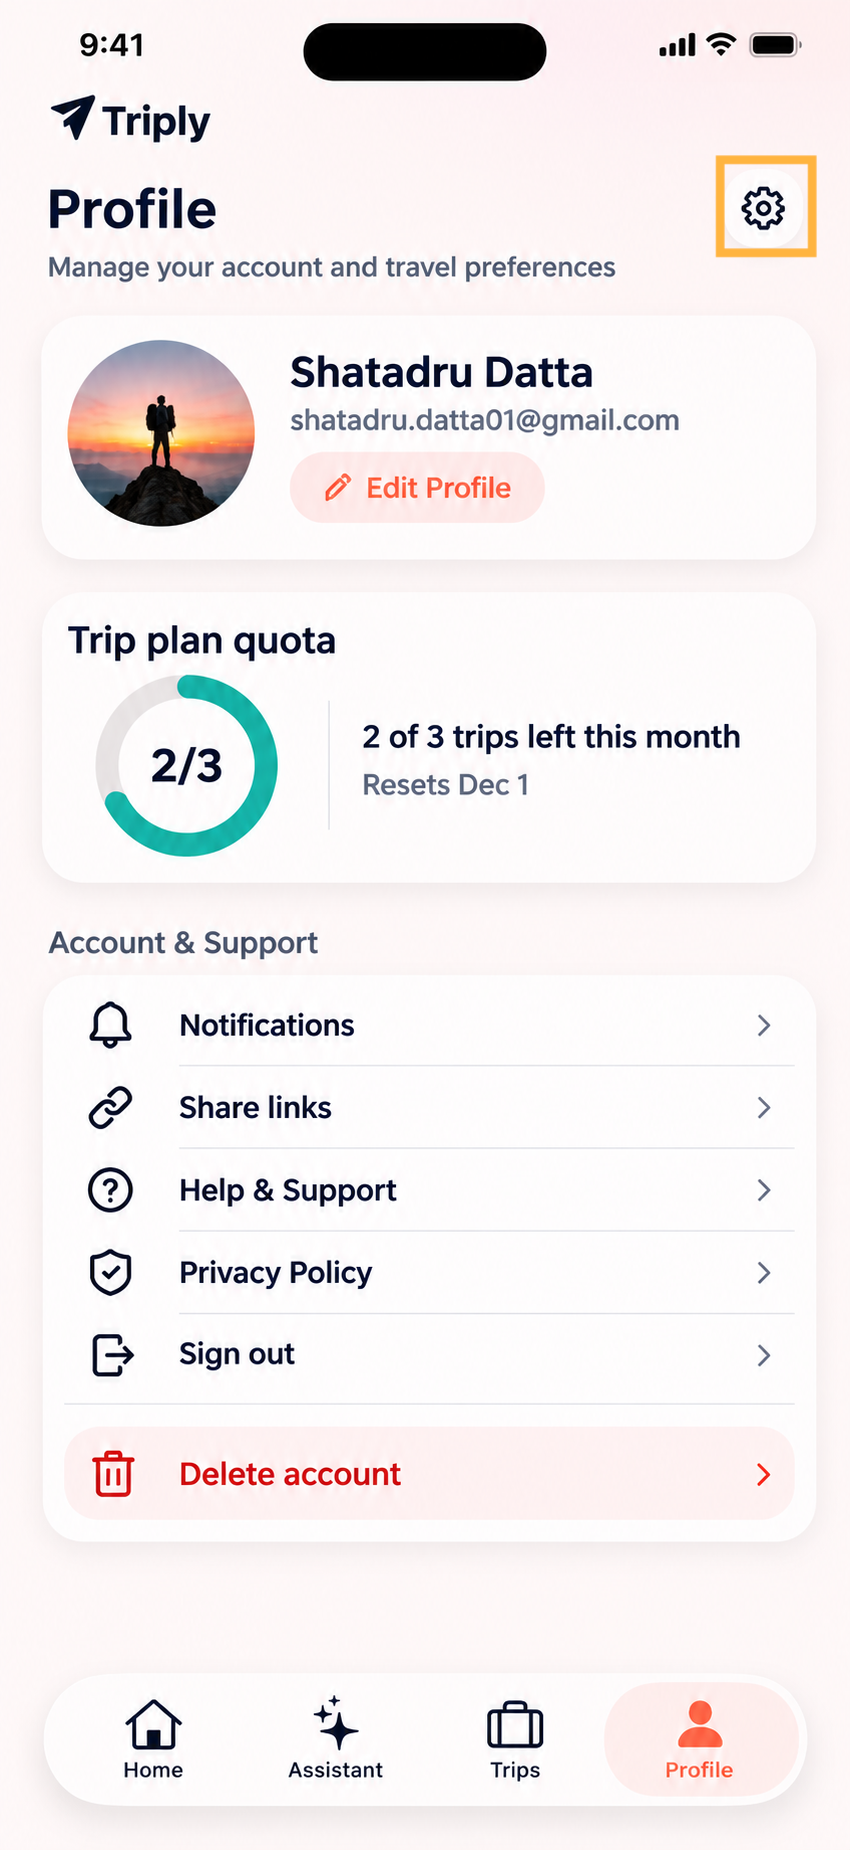 9:41
Triply
Profile
Manage your account and travel preferences
Shatadru Datta
shatadru.datta01@gmail.com
Edit Profile
Trip plan quota
2/3
2 of 3 trips left this month
Resets Dec 1
Account & Support
Notifications
Share links
Help & Support
Privacy Policy
Sign out
Delete account
Home
Assistant
Trips
Profile